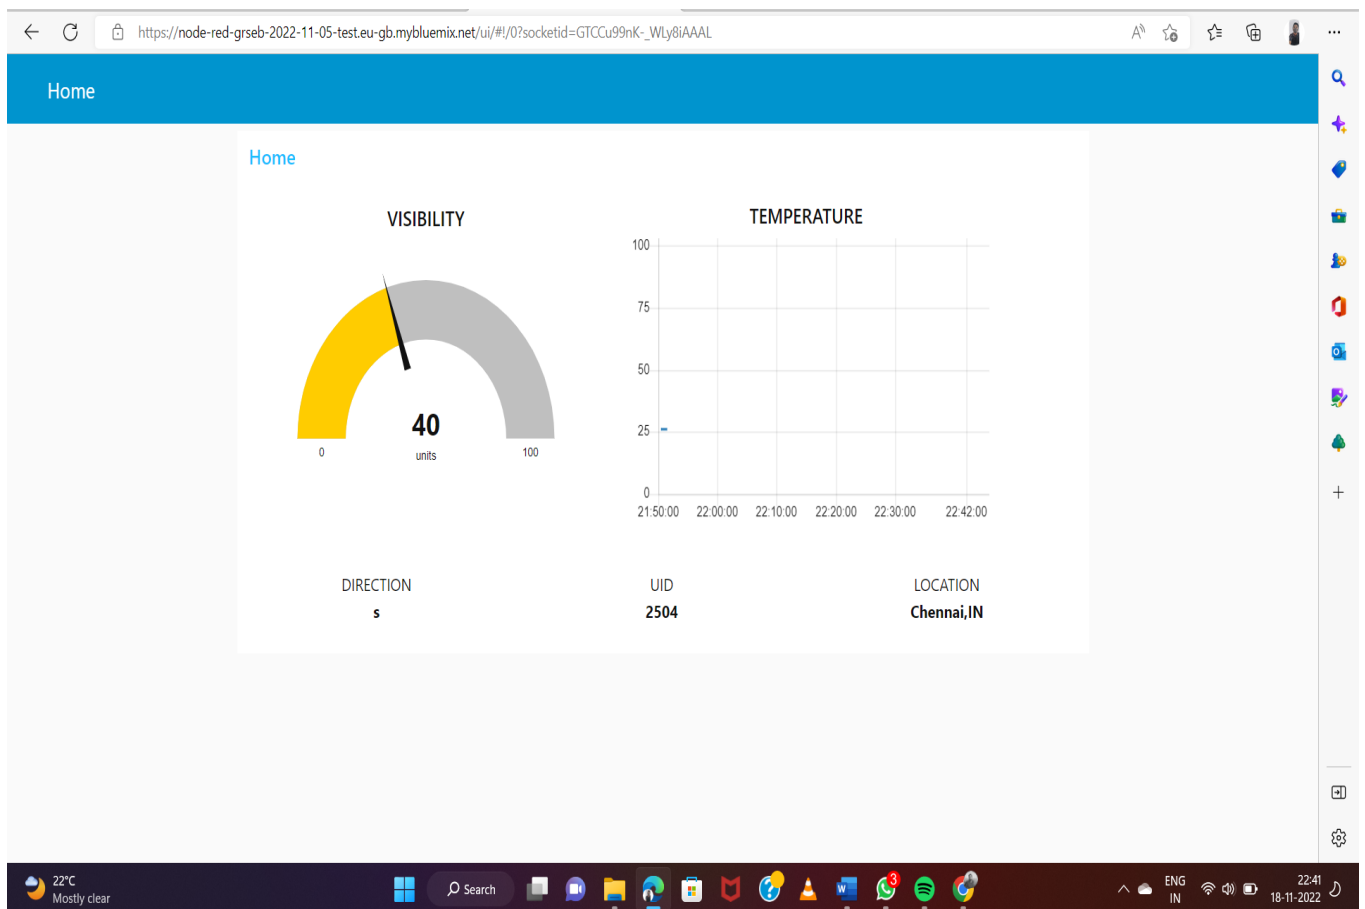 https://node-red-grseb-2022-11-05-test.eu-gb.mybluemix.net/ui/#!/0?socketid=GTCCu99nK-_WLy8iAAAL
Home
Home
VISIBILITY
40
units
0
100
TEMPERATURE
100
75
50
25
0
21:50:00 22:00:00 22:10:00 22:20:00 22:30:00 22:42:00
DIRECTION
s
UID
2504
LOCATION
Chennai,IN
22°C
Mostly clear
Search
3
ENG
IN
22:41
18-11-2022